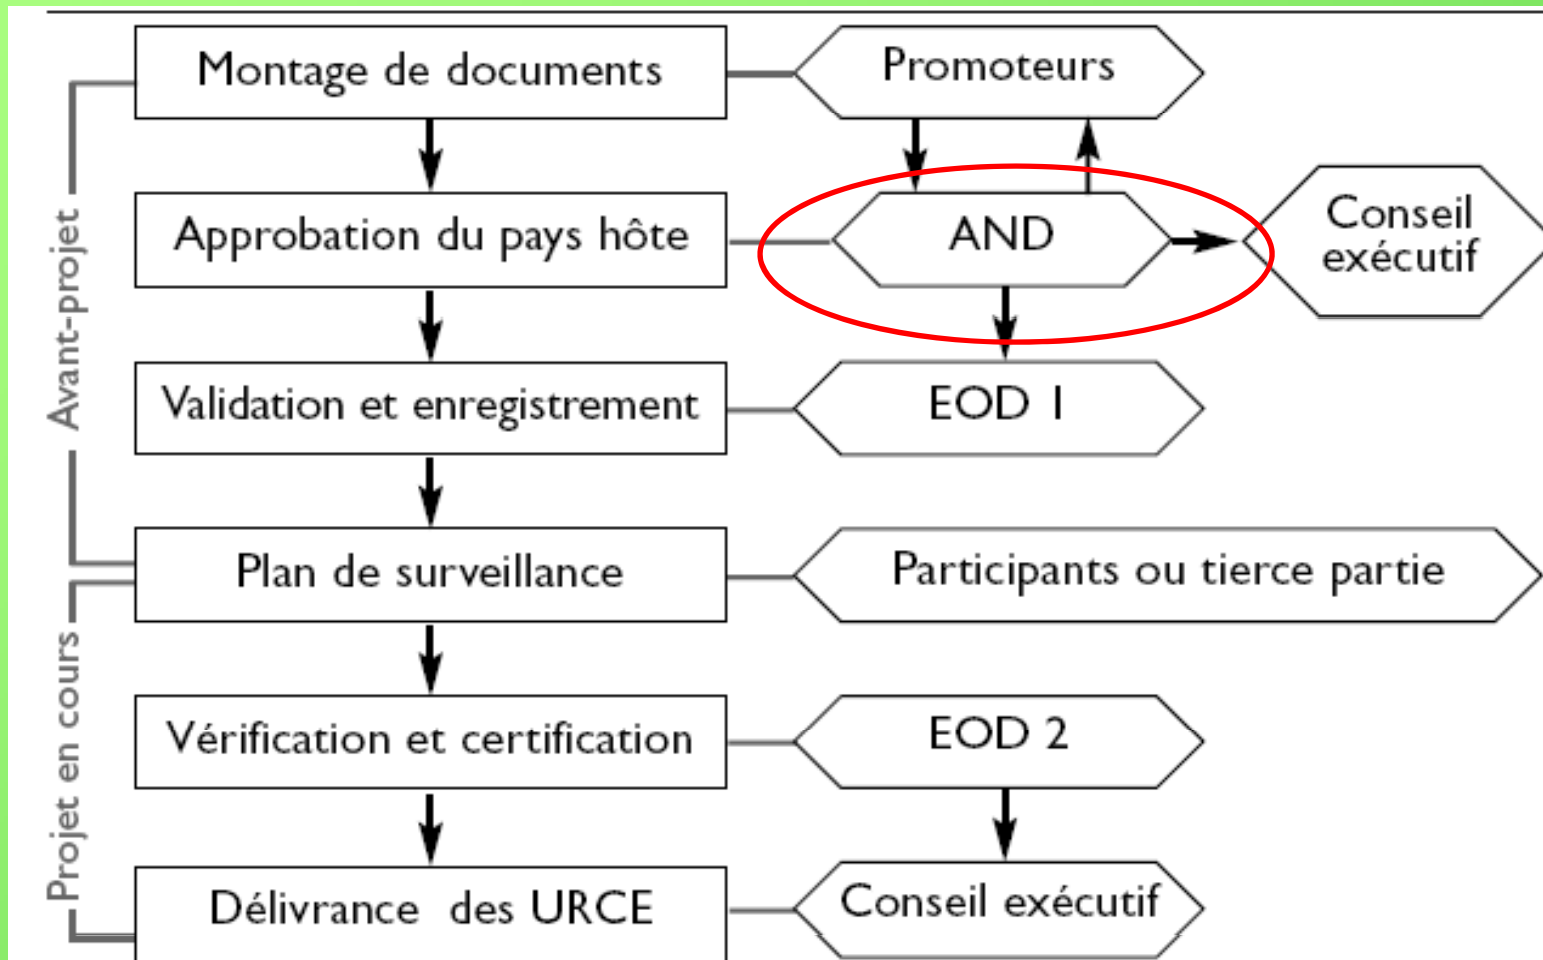 Montage de documents
Promoteurs
Approbation du pays hôte
AND
Conseil
exécutif
Avant-projet
Validation et enregistrement
EOD 1
Plan de surveillance
Participants ou tierce partie
Projet en cours
Vérification et certification
EOD 2
Délivrance des URCE
Conseil exécutif